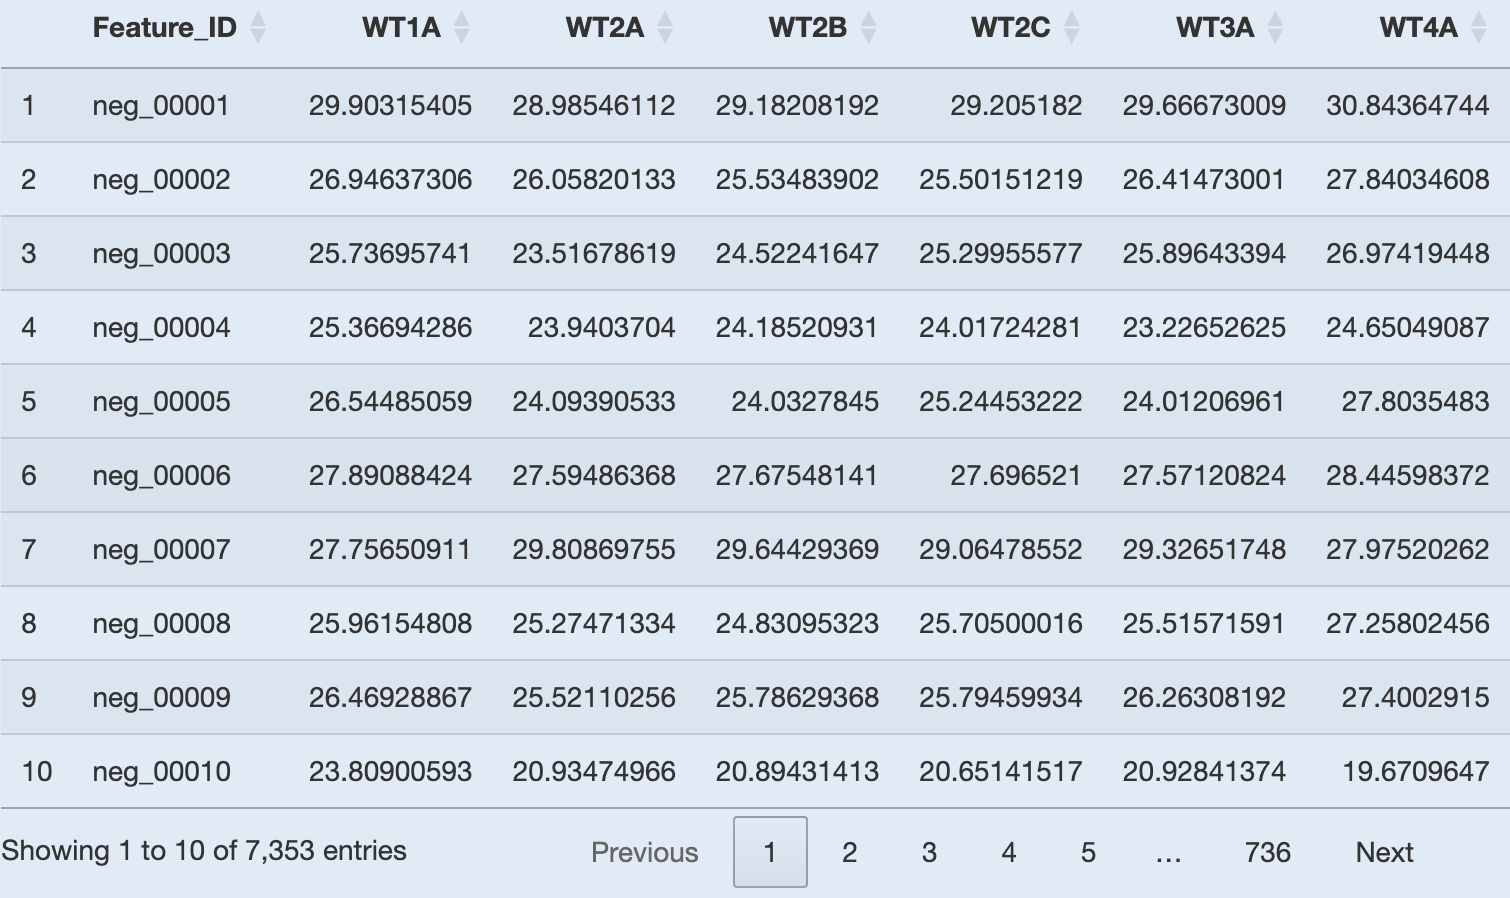 Feature_ID WT1A WT2A WT2B WT2C WT3A WT4A
1 neg_00001 29.90315405 28.98546112 29.18208192 29.205182 29.66673009 30.84364744
2 neg_00002 26.94637306 26.05820133 25.53483902 25.50151219 26.41473001 27.84034608
3 neg_00003 25.73695741 23.51678619 24.52241647 25.29955577 25.89643394 26.97419448
4 neg_00004 25.36694286 23.9403704 24.18520931 24.01724281 23.22652625 24.65049087
5 neg_00005 26.54485059 24.09390533 24.0327845 25.24453222 24.01206961 27.8035483
6 neg_00006 27.89088424 27.59486368 27.67548141 27.696521 27.57120824 28.44598372
7 neg_00007 27.75650911 29.80869755 29.64429369 29.06478552 29.32651748 27.97520262
8 neg_00008 25.96154808 25.27471334 24.83095323 25.70500016 25.51571591 27.25802456
9 neg_00009 26.46928867 25.52110256 25.78629368 25.79459934 26.26308192 27.4002915
10 neg_00010 23.80900593 20.93474966 20.89431413 20.65141517 20.92841374 19.6709647
Showing 1 to 10 of 7,353 entries Previous 1 2 3 4 5 … 736 Next